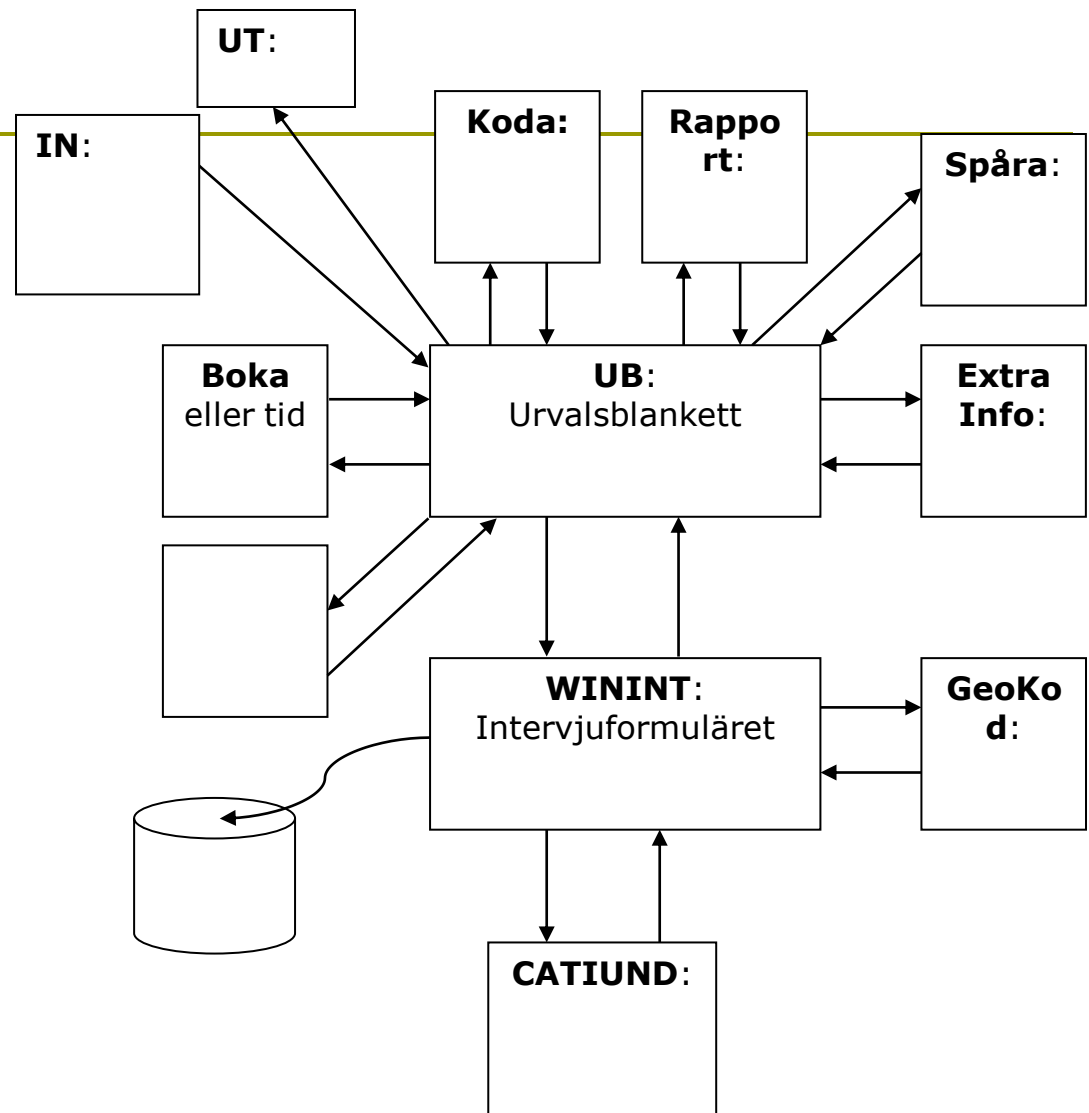 UT:
IN:
Koda:
Rappo
rt:
Spåra:
Boka
eller tid
UB:
Urvalsblankett
Extra
Info:
WININT:
Intervjuformuläret
GeoKo
d:
CATIUND: